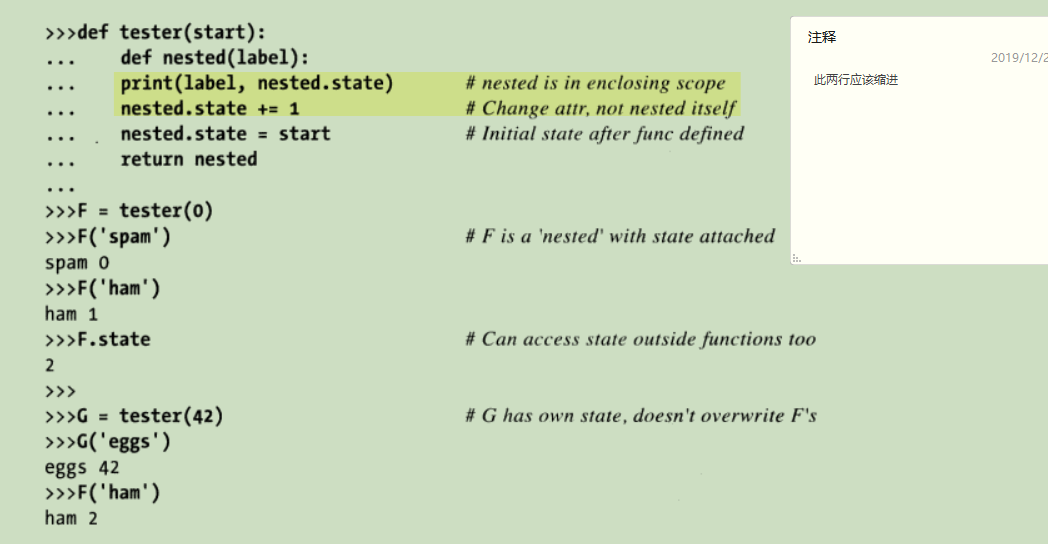 >>>def tester(start):
...     def nested(label):
...     print(label, nested.state)     # nested is in enclosing scope
...     nested.state += 1     # Change attr, not nested itself
...     nested.state = start     # Initial state after func defined
...     return nested
...
>>>F = tester(0)
>>>F('spam')     # F is a 'nested' with state attached
spam 0
>>>F('ham')
ham 1
>>>F.state     # Can access state outside functions too
2
>>>
>>>G = tester(42)     # G has own state, doesn't overwrite F's
>>>G('eggs')
eggs 42
>>>F('ham')
ham 2
注释
2019/12/2
此两行应该缩进